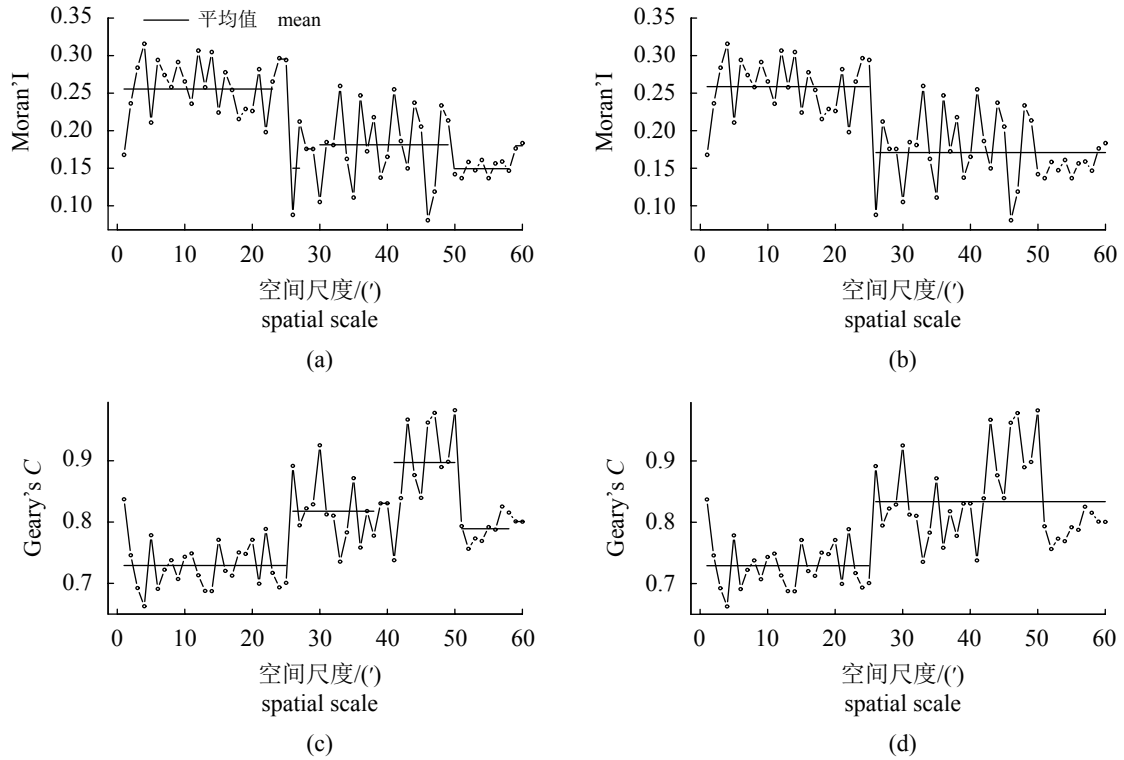 平均值 mean
Moran'I
0.35
0.30
0.25
0.20
0.15
0.10
0 10 20 30 40 50 60
空间尺度/(′)
spatial scale
(a)
Moran'I
0.35
0.30
0.25
0.20
0.15
0.10
0 10 20 30 40 50 60
空间尺度/(′)
spatial scale
(b)
Geary's C
0.9
0.8
0.7
0 10 20 30 40 50 60
空间尺度/(′)
spatial scale
(c)
Geary's C
0.9
0.8
0.7
0 10 20 30 40 50 60
空间尺度/(′)
spatial scale
(d)